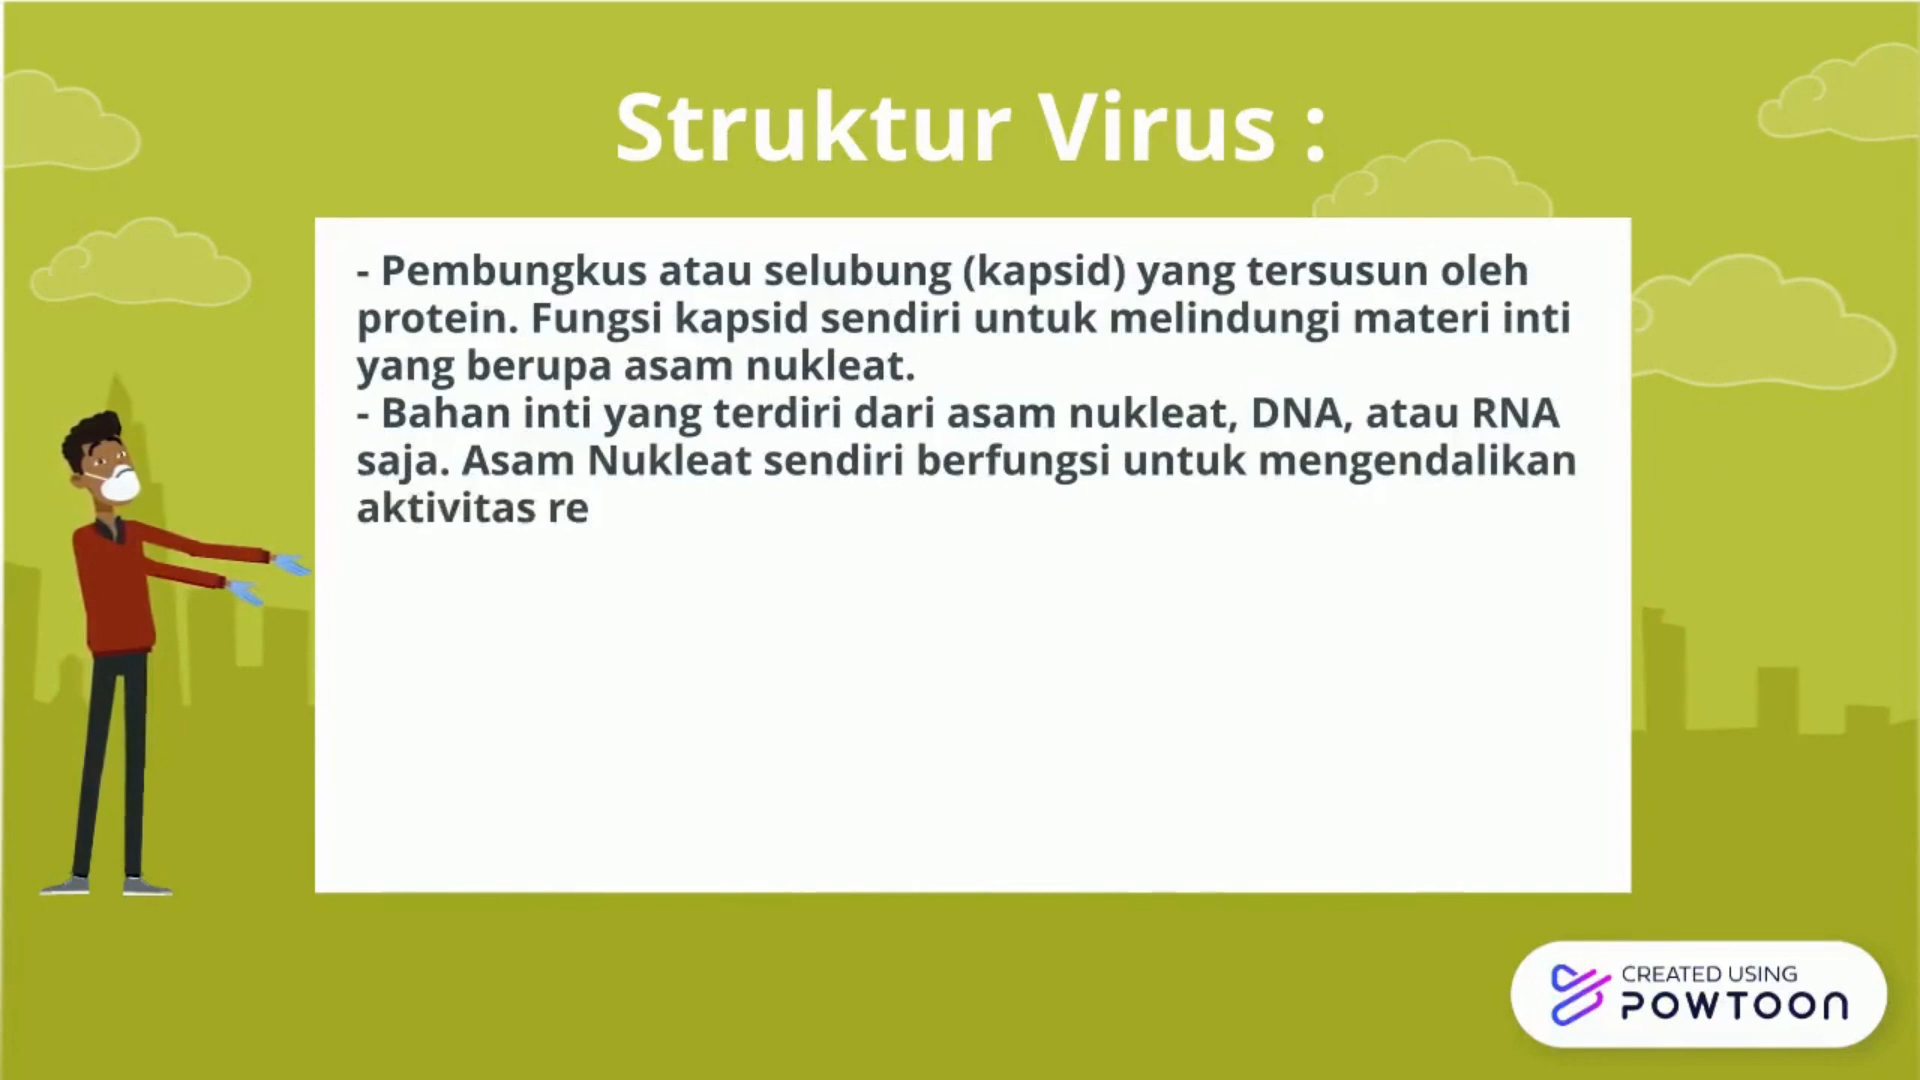 Struktur Virus :
- Pembungkus atau selubung (kapsid) yang tersusun oleh
protein. Fungsi kapsid sendiri untuk melindungi materi inti
yang berupa asam nukleat.
- Bahan inti yang terdiri dari asam nukleat, DNA, atau RNA
saja. Asam Nukleat sendiri berfungsi untuk mengendalikan
aktivitas re
CREATED USING
POWTOON